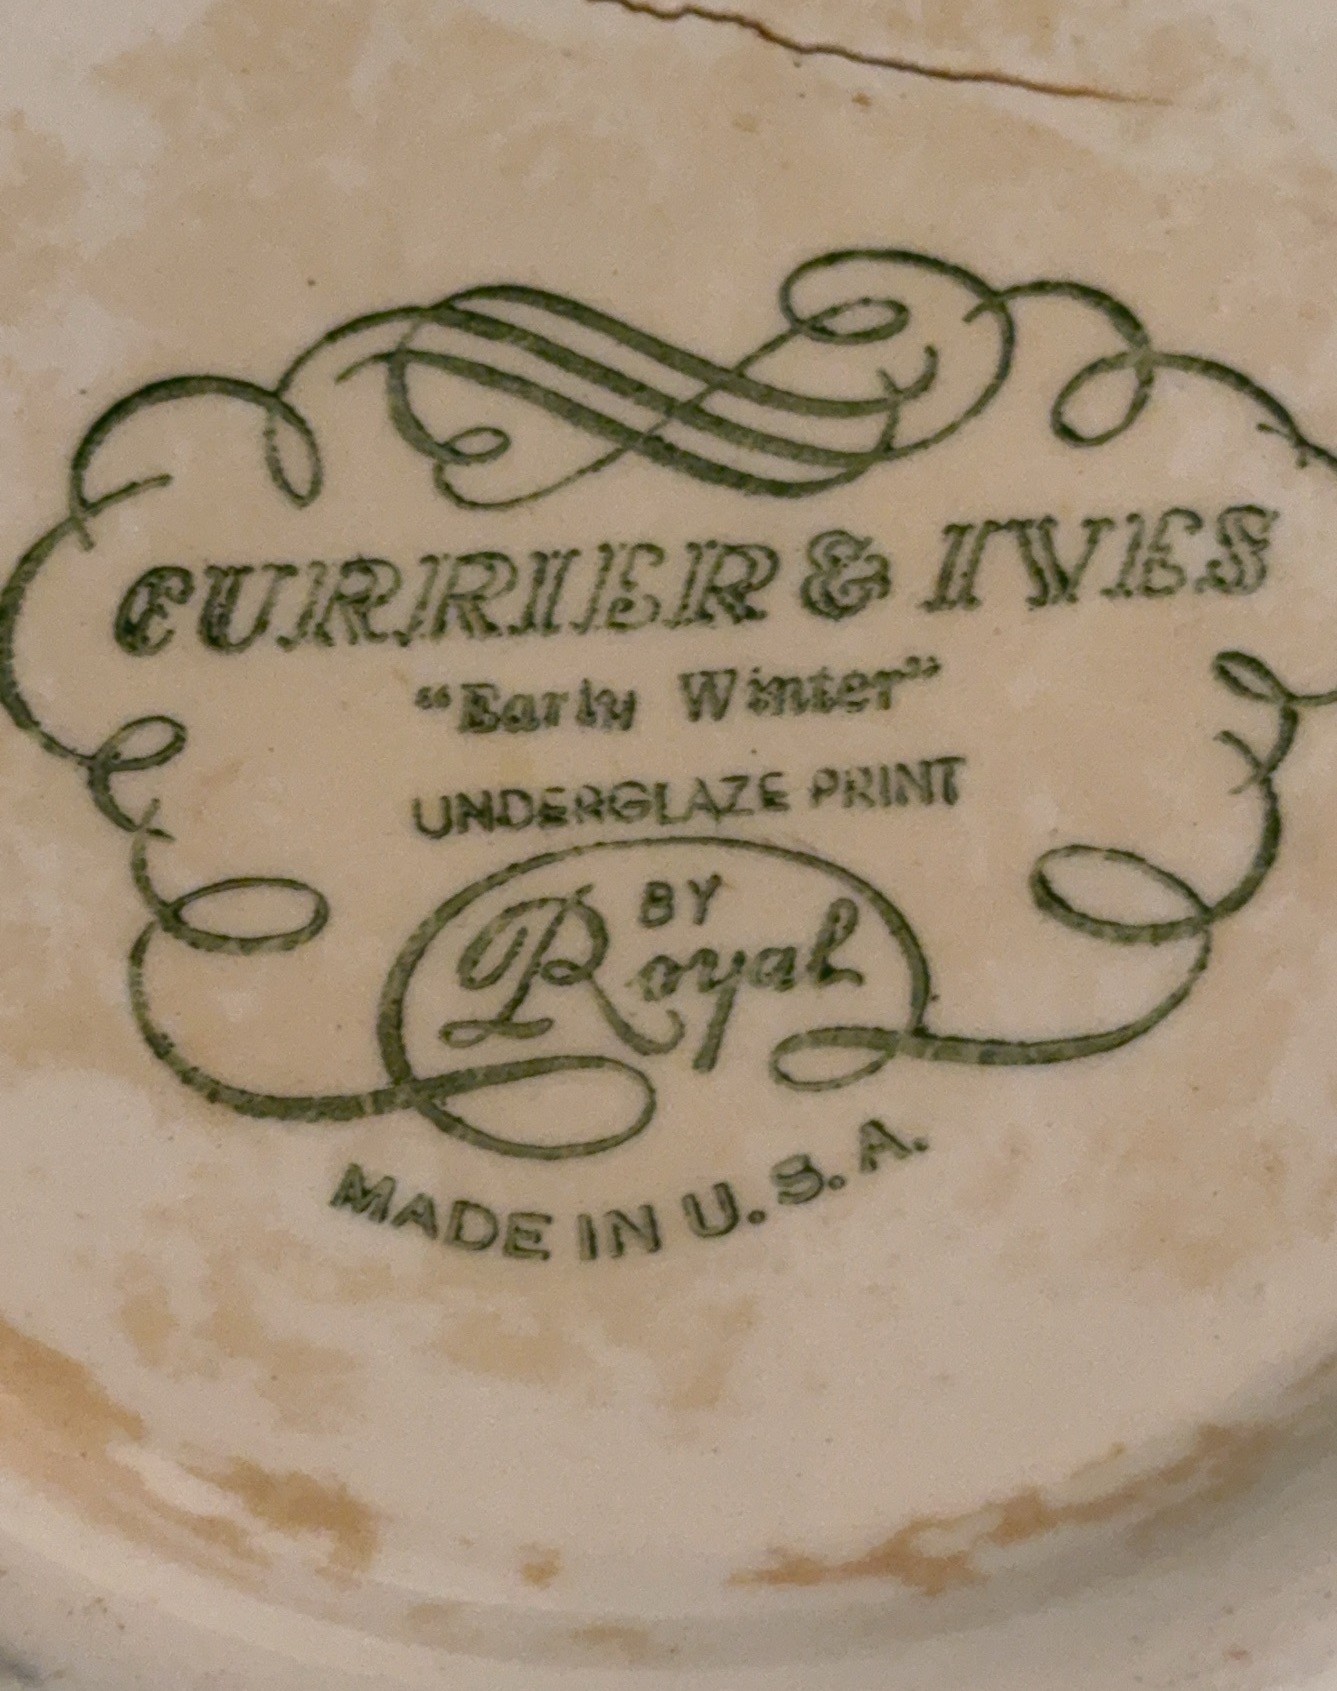 CURRIER & IVES
"Early Winter"
UNDERGLAZE PRINT
BY
Royal
MADE IN U.S.A.